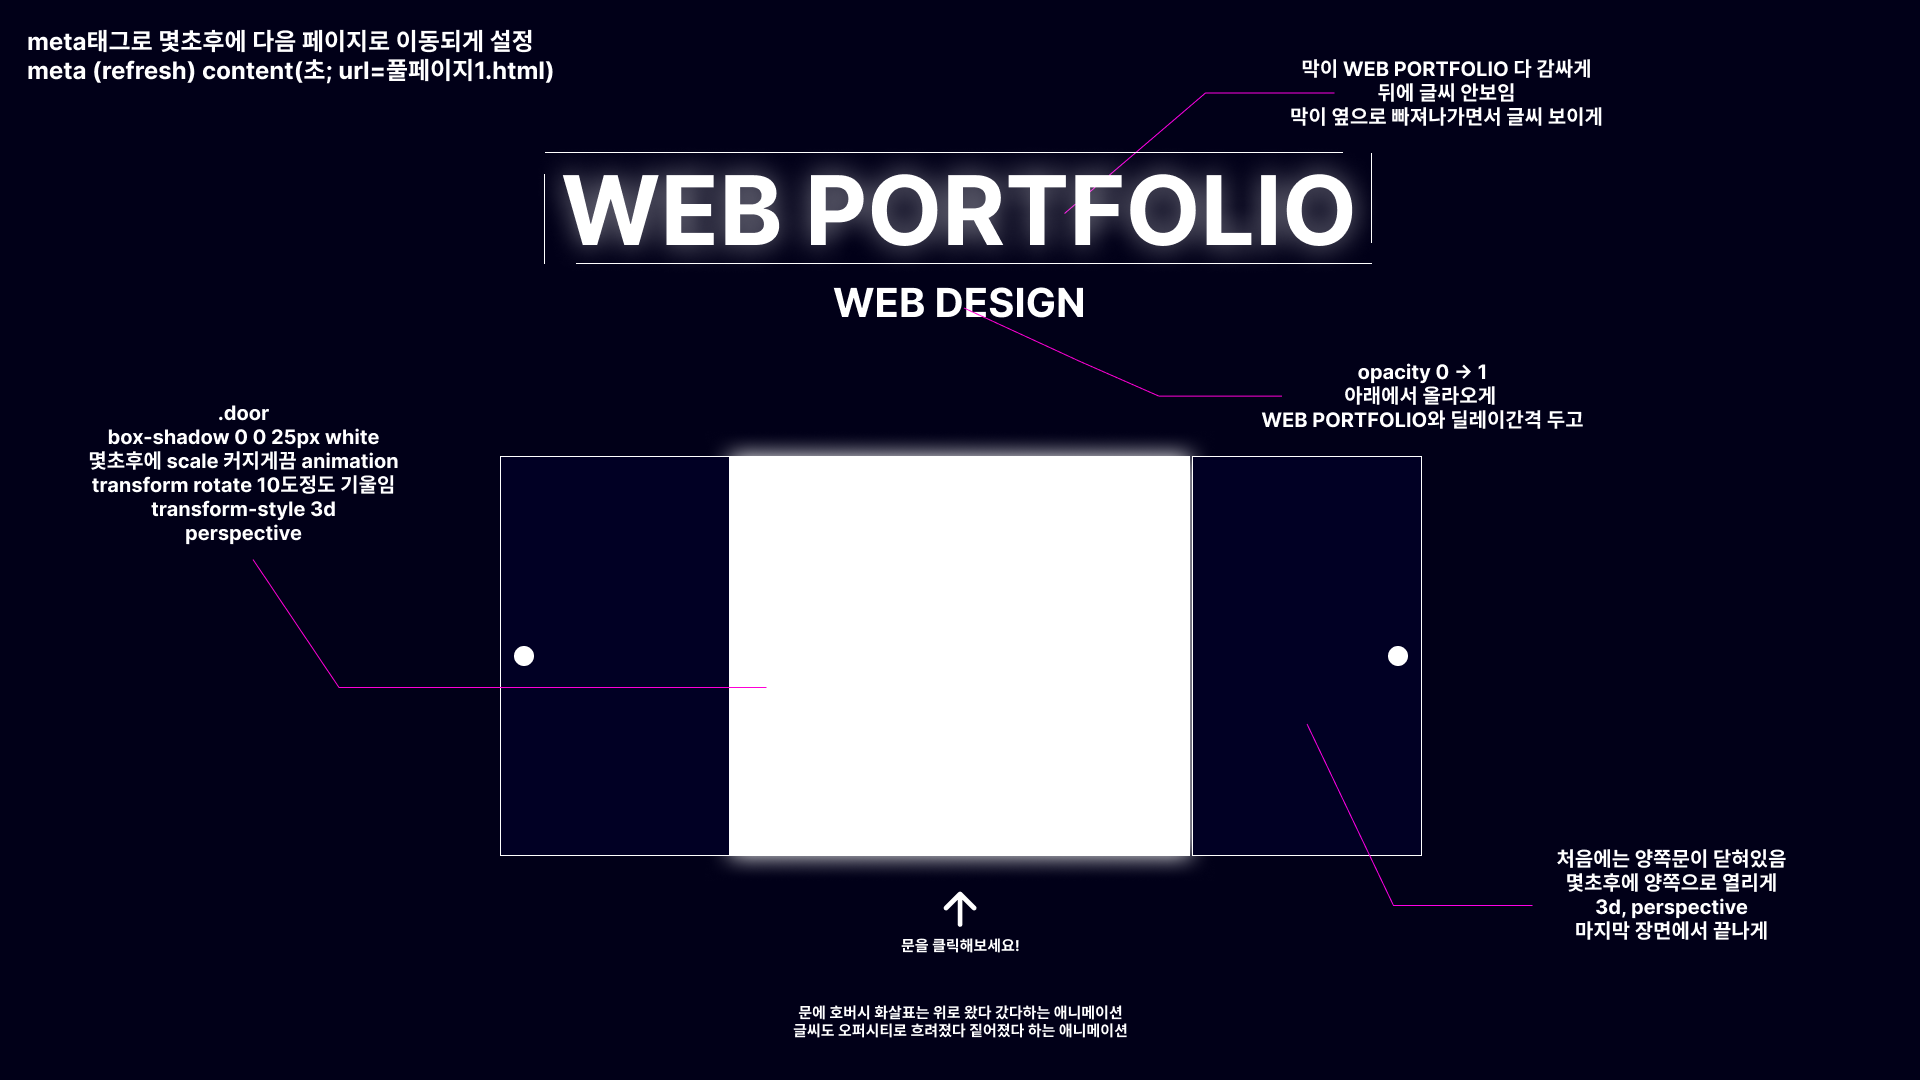 meta태그로 몇초후에 다음 페이지로 이동되게 설정
meta (refresh) content(초; url=풀페이지1.html)
막이 WEB PORTFOLIO 다 감싸게
뒤에 글씨 안보임
막이 옆으로 빠져나가면서 글씨 보이게
WEB PORTFOLIO
WEB DESIGN
opacity 0 → 1
아래에서 올라오게
WEB PORTFOLIO와 딜레이간격 두고
.door
box-shadow 0 0 25px white
몇초후에 scale 커지게끔 animation
transform rotate 10도정도 기울임
transform-style 3d
perspective
처음에는 양쪽문이 닫혀있음
몇초후에 양쪽으로 열리게
3d, perspective
마지막 장면에서 끝나게
문을 클릭해보세요!
문에 호버시 화살표는 위로 왔다 갔다하는 애니메이션
글씨도 오퍼시티로 흐려졌다 짙어졌다 하는 애니메이션